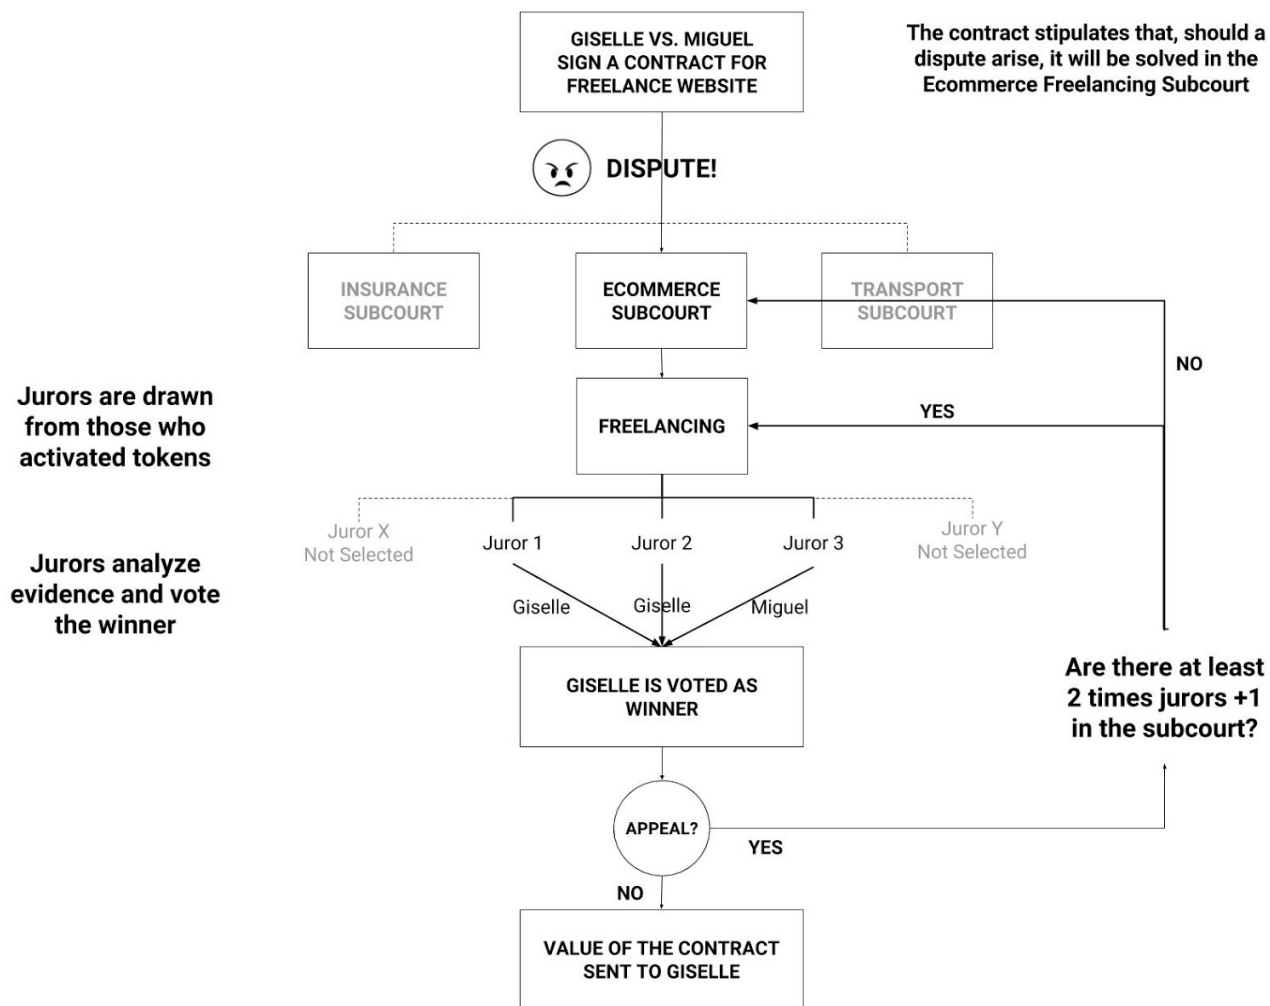 GISELLE VS. MIGUEL
SIGN A CONTRACT FOR
FREELANCE WEBSITE
The contract stipulates that, should a
dispute arise, it will be solved in the
Ecommerce Freelancing Subcourt
DISPUTE!
INSURANCE
SUBCOURT
ECOMMERCE
SUBCOURT
TRANSPORT
SUBCOURT
NO
Jurors are drawn
from those who
activated tokens
FREELANCING
YES
Juror X
Not Selected
Juror 1
Juror 2
Juror 3
Juror Y
Not Selected
Jurors analyze
evidence and vote
the winner
Giselle
Giselle
Miguel
GISELLE IS VOTED AS
WINNER
Are there at least
2 times jurors +1
in the subcourt?
APPEAL?
YES
NO
VALUE OF THE CONTRACT
SENT TO GISELLE